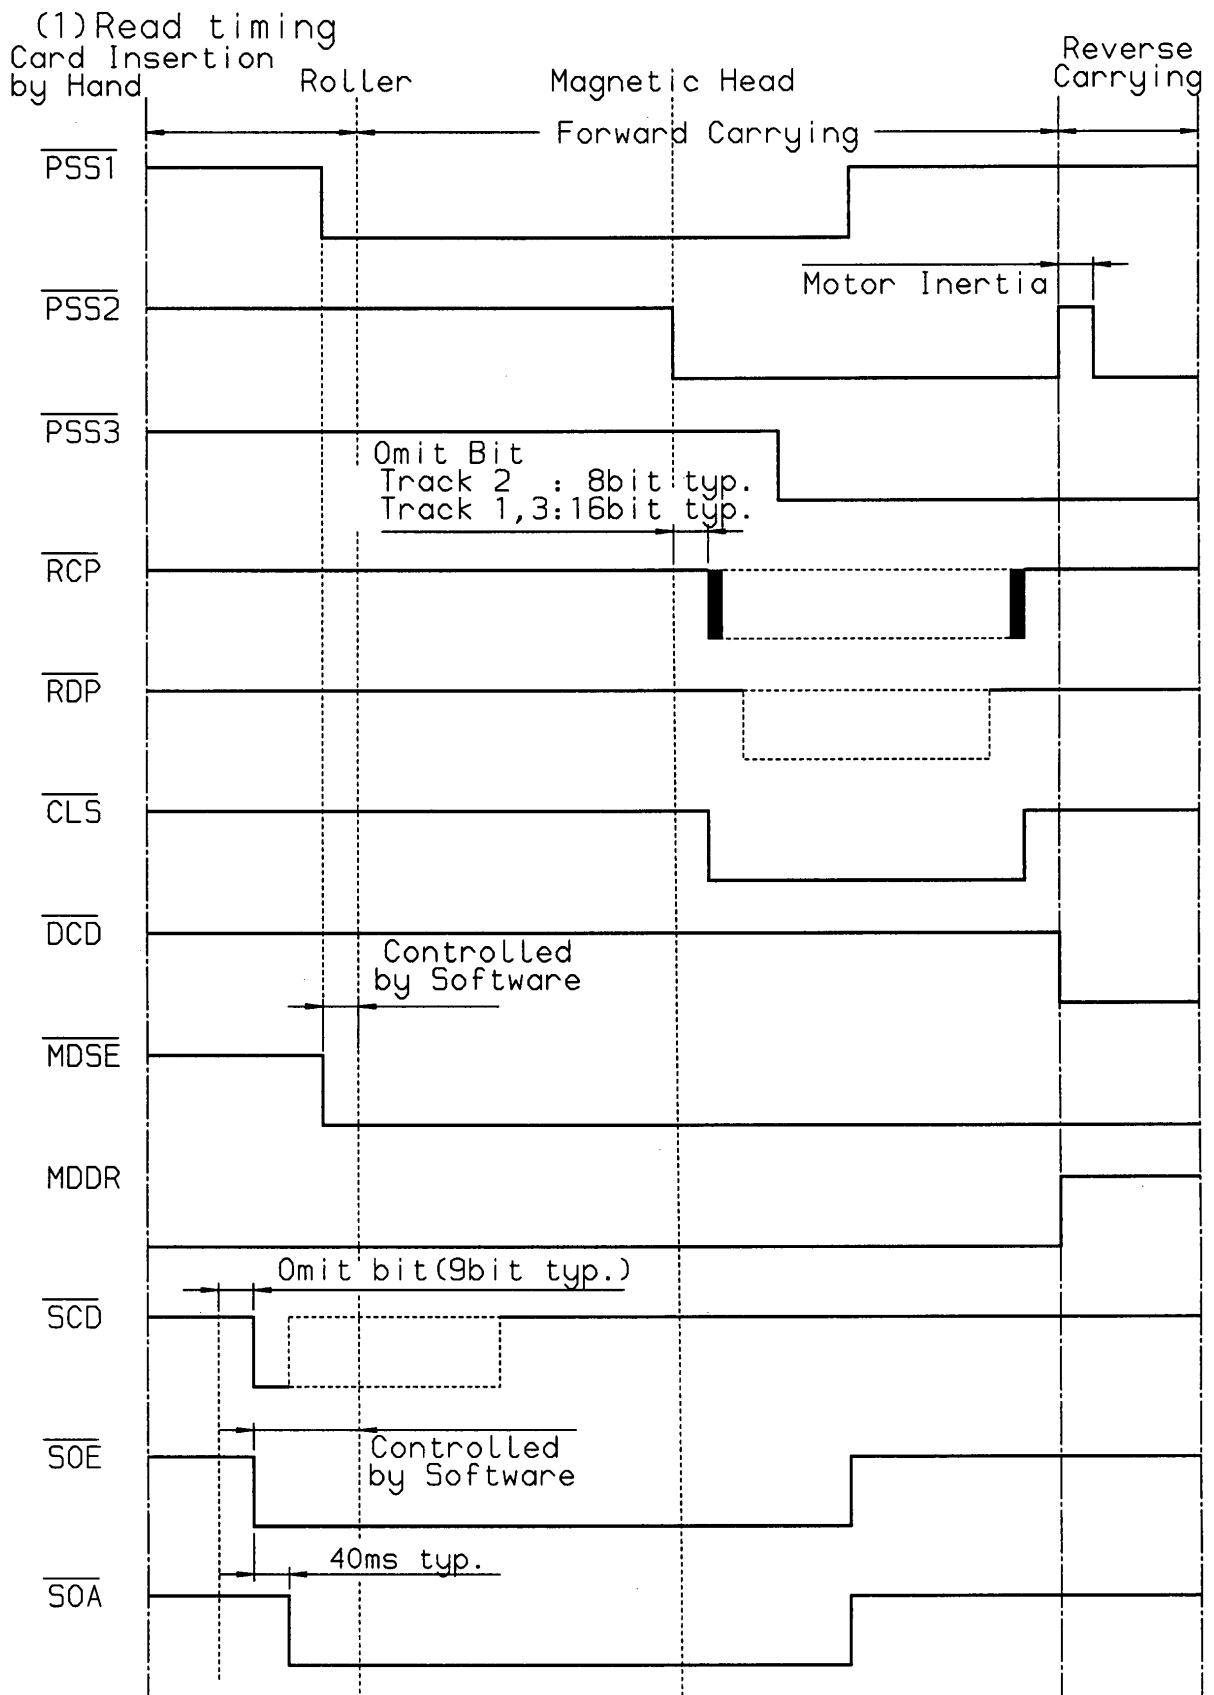 (1)Read timing
Card Insertion
by Hand
Roller
Magnetic Head
Reverse
Carrying
Forward Carrying
PSS1
Motor Inertia
PSS2
PSS3
Omit Bit
Track 2 : 8bit typ.
Track 1,3:16bit typ.
RCP
RDP
CLS
DCD
Controlled
by Software
MDSE
MDDR
Omit bit(9bit typ.)
SCD
SOE
Controlled
by Software
40ms typ.
SOA